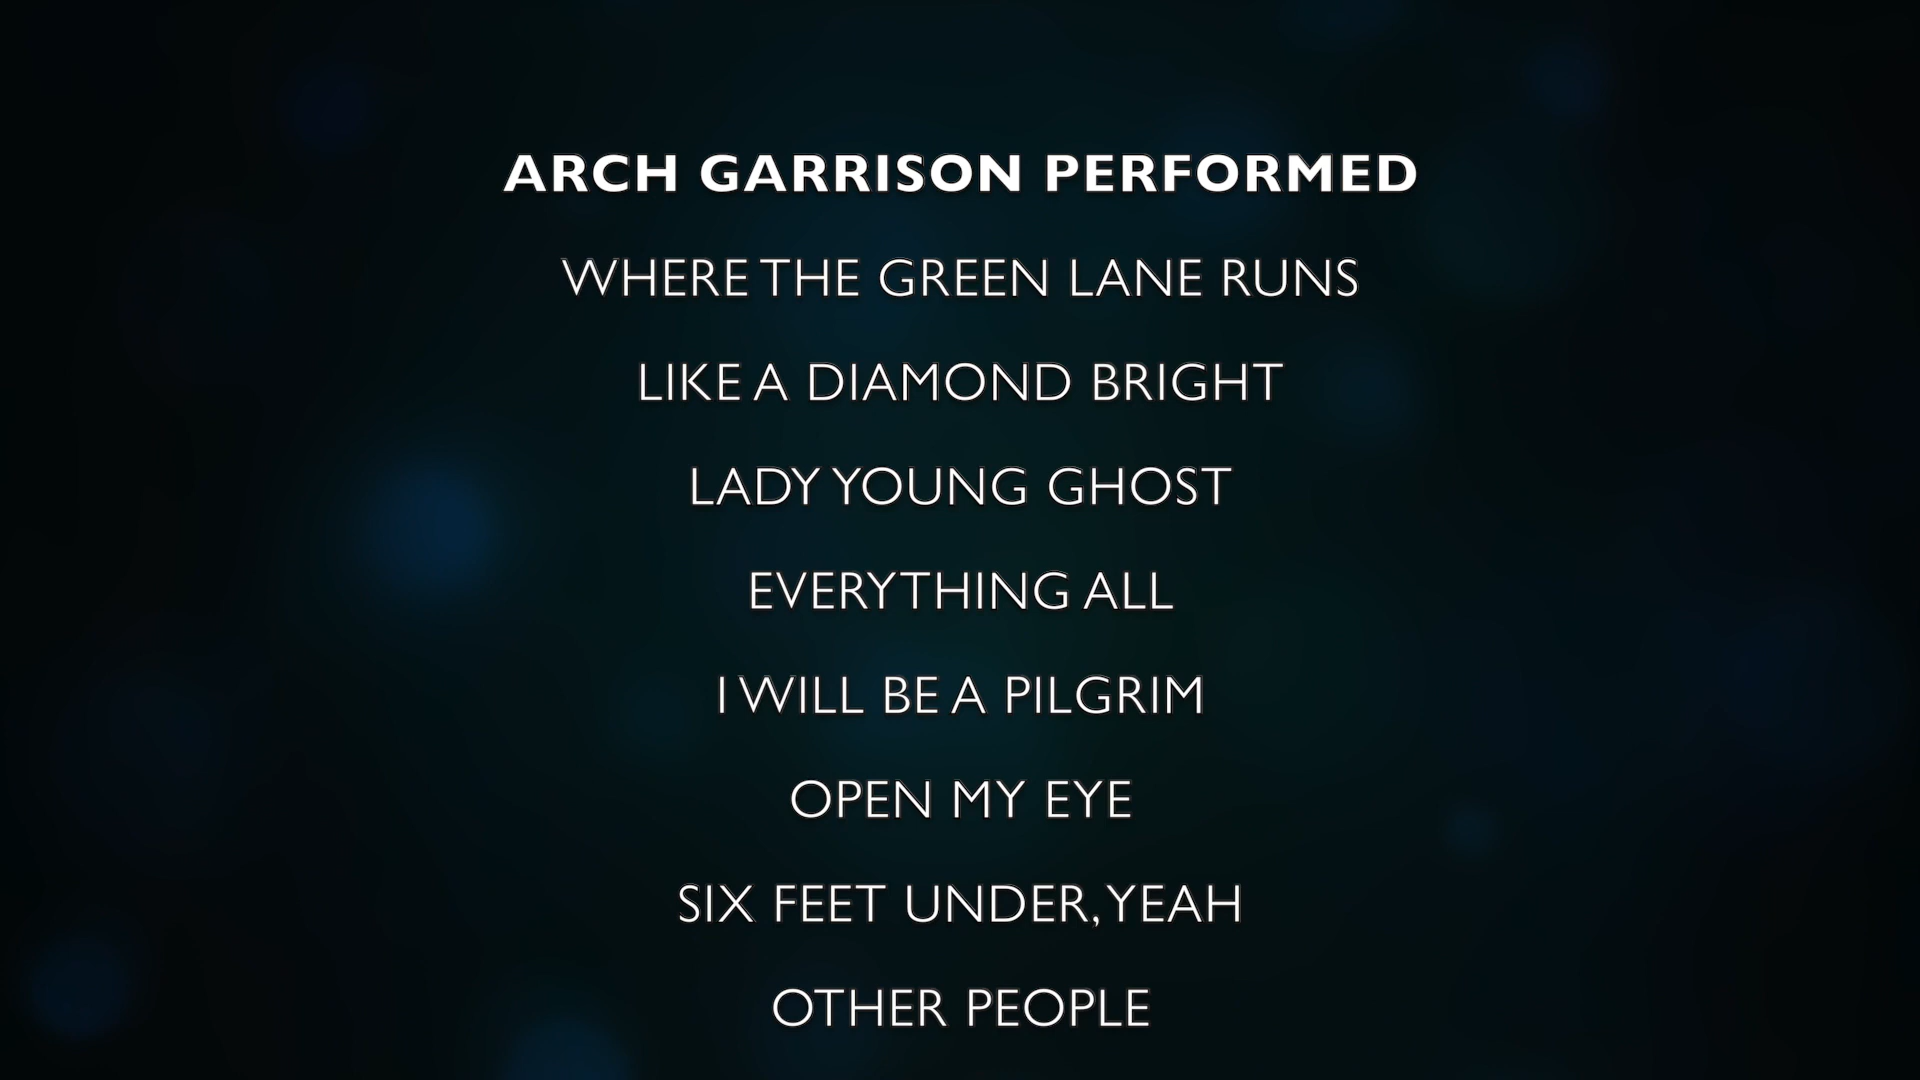 ARCH GARRISON PERFORMED
WHERE THE GREEN LANE RUNS
LIKE A DIAMOND BRIGHT
LADY YOUNG GHOST
EVERYTHING ALL
I WILL BE A PILGRIM
OPEN MY EYE
SIX FEET UNDER, YEAH
OTHER PEOPLE